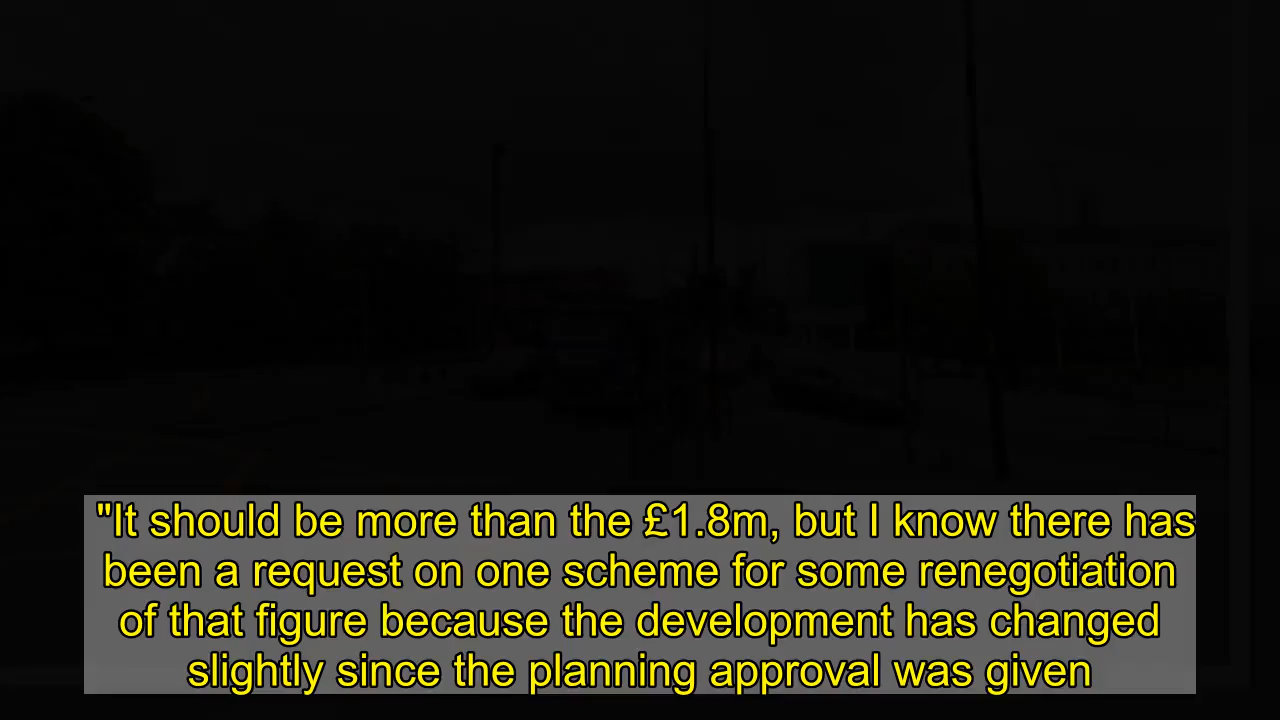 "It should be more than the £1.8m, but I know there has
been a request on one scheme for some renegotiation
of that figure because the development has changed
slightly since the planning approval was given